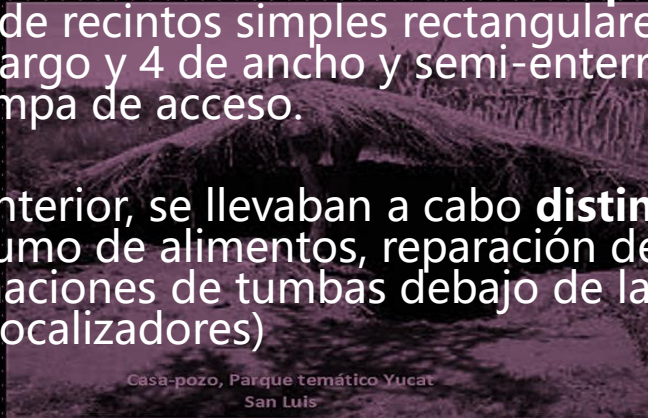 de recintos simples rectangulare
argo y 4 de ancho y semi-enterr
mpa de acceso.
nterior, se llevaban a cabo distin
umo de alimentos, reparación de
aciones de tumbas debajo de la
ocalizadores)
Casa-pozo, Parque temático Yucat
San Luis